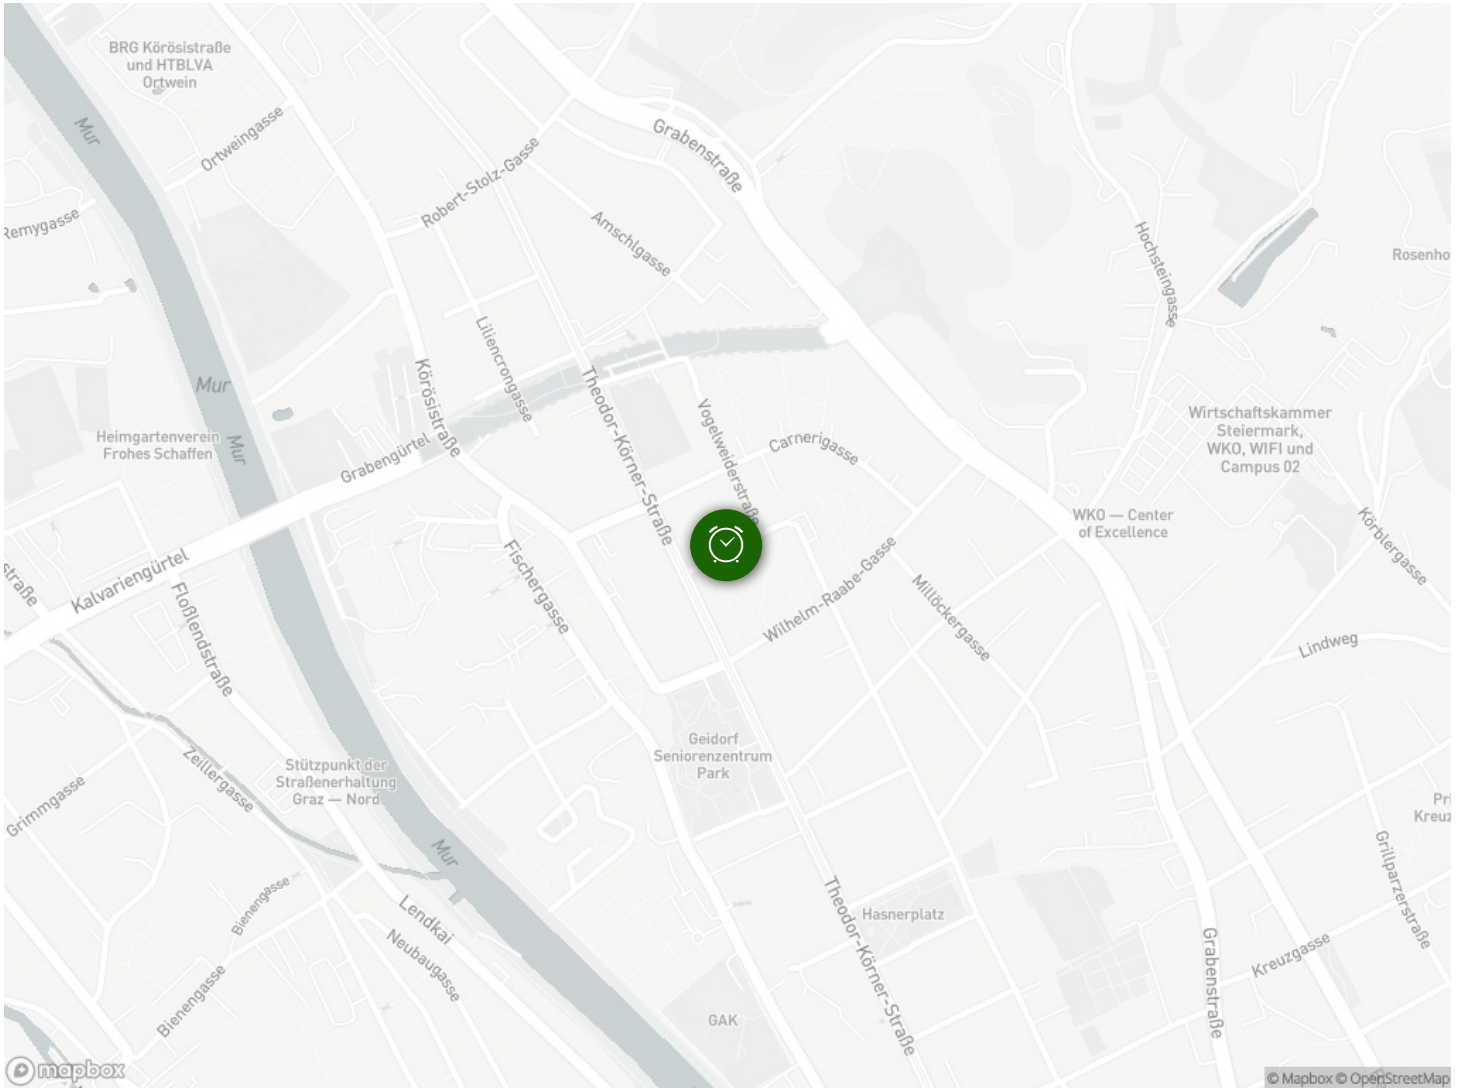 BRG Körösistraße
und HTBLVA
Ortwein
Mur
Ortweingasse
Grabenstraße
Robert-Stolz-Gasse
Remygasse
Amschlgasse
Hochsteingasse
Rosenho
Liliencrongasse
Mur
Körösistraße
Theodor-Körner-Straße
Vogelweiderstraße
Carnerigasse
Wirtschaftskammer
Steiermark,
WKO, WIFI und
Campus 02
Heimgartenverein
Frohes Schaffen
Mur
Grabengürtel
WKO — Center
of Excellence
Körblergasse
Kalvariengürtel
straße
Floßlendstraße
Fischergasse
Wilhelm-Raabe-Gasse
Millöckergasse
Lindweg
Geidorf
Seniorenzentrum
Park
Zeillergasse
Stützpunkt der
Straßenerhaltung
Graz — Nord
Grimmgasse
Pri
Kreuz
Mur
Grillparzerstraße
Bienengasse
Lendkai
Neubaugasse
Theodor-Körner-Straße
Hasnerplatz
Grabenstraße
Kreuzgasse
Bienengasse
GAK
mapbox
© Mapbox © OpenStreetMap